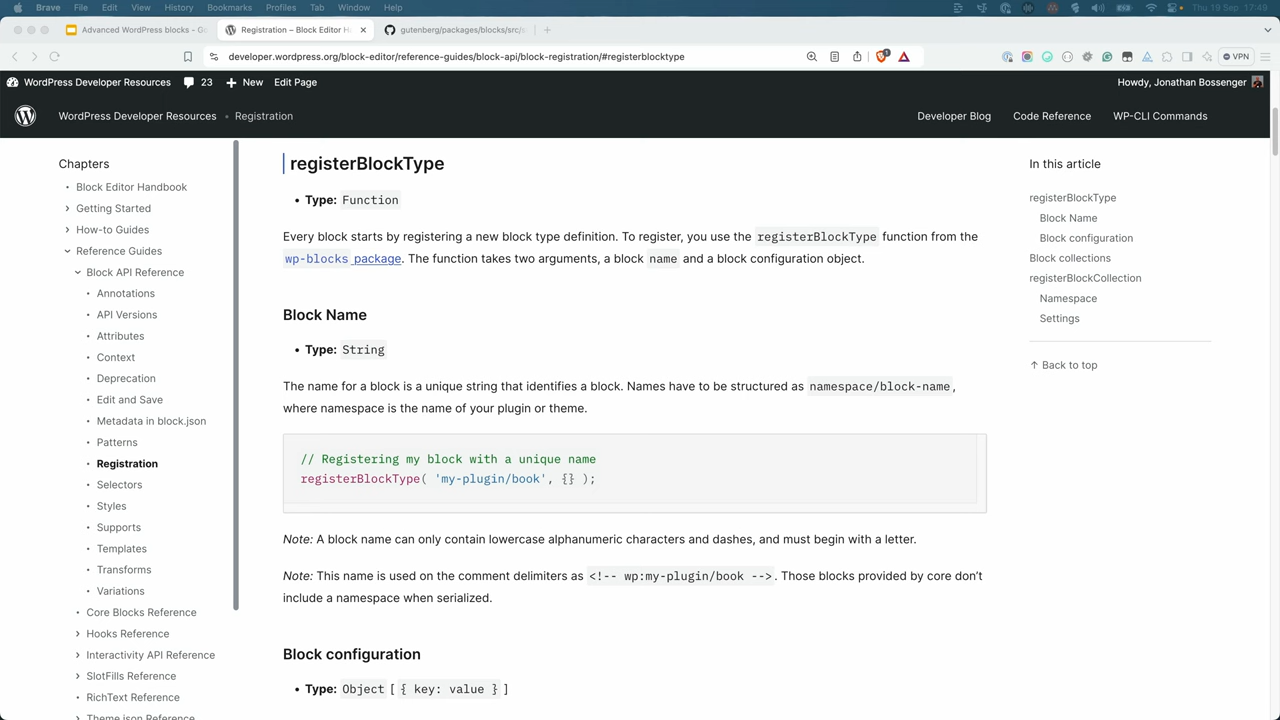 Brave File Edit View History Bookmarks Profiles Tab Window Help Thu 19 Sep 17:49
Advanced WordPress blocks - G
Registration – Block Editor H
gutenberg/packages/blocks/src/
developer.wordpress.org/block-editor/reference-guides/block-api/block-registration/#registerblocktype
VPN
WordPress Developer Resources 23 New Edit Page Howdy, Jonathan Bossenger
WordPress Developer Resources • Registration Developer Blog Code Reference WP-CLI Commands
Chapters
Block Editor Handbook
Getting Started
How-to Guides
Reference Guides
Block API Reference
Annotations
API Versions
Attributes
Context
Deprecation
Edit and Save
Metadata in block.json
Patterns
Registration
Selectors
Styles
Supports
Templates
Transforms
Variations
Core Blocks Reference
Hooks Reference
Interactivity API Reference
SlotFills Reference
RichText Reference
Theme.json Reference
registerBlockType
• Type: Function
Every block starts by registering a new block type definition. To register, you use the registerBlockType function from the
wp-blocks package. The function takes two arguments, a block name and a block configuration object.
Block Name
• Type: String
The name for a block is a unique string that identifies a block. Names have to be structured as namespace/block-name,
where namespace is the name of your plugin or theme.
// Registering my block with a unique name
registerBlockType( 'my-plugin/book', {} );
Note: A block name can only contain lowercase alphanumeric characters and dashes, and must begin with a letter.
Note: This name is used on the comment delimiters as <!-- wp:my-plugin/book -->. Those blocks provided by core don’t
include a namespace when serialized.
Block configuration
• Type: Object [ { key: value } ]
In this article
registerBlockType
Block Name
Block configuration
Block collections
registerBlockCollection
Namespace
Settings
↑ Back to top